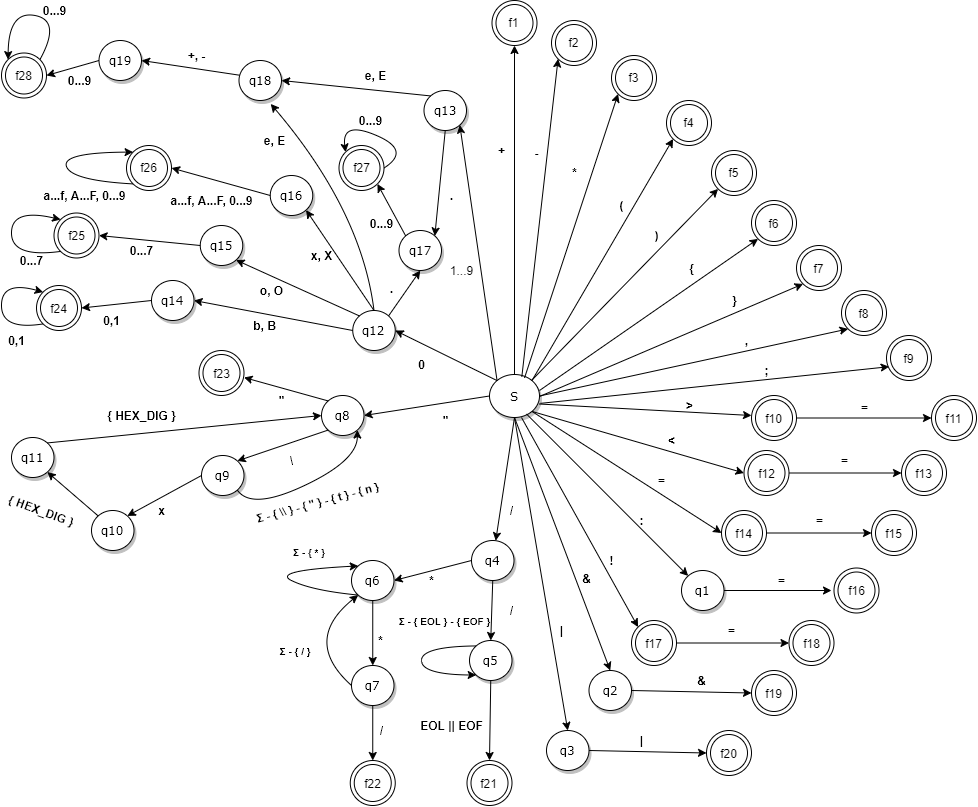 0...9
f1
f2
+, -
q19
f28
0...9
q18
e, E
f3
q13
e, E
0...9
f4
+
-
f26
f27
*
f5
a...f, A...F, 0...9
a...f, A...F, 0...9
q16
.
(
f25
0...9
f6
q15
0...7
q17
)
0...7
x, X
1...9
{
f7
o, O
.
f24
q14
}
f8
0,1
b, B
q12
0,1
,
f9
0
;
f23
"
S
>
=
f10
f11
{ HEX_DIG }
q8
"
<
=
q11
\
f12
f13
q9
=
Σ - { \\ } - { " } - { t } - { n }
{ HEX_DIG }
x
/
:
=
q10
f14
f15
Σ - { * }
q4
!
q6
*
&
=
q1
f16
/
Σ - { EOL } - { EOF }
|
=
*
f17
f18
Σ - { / }
q5
q7
&
q2
f19
EOL || EOF
/
|
q3
f20
f22
f21